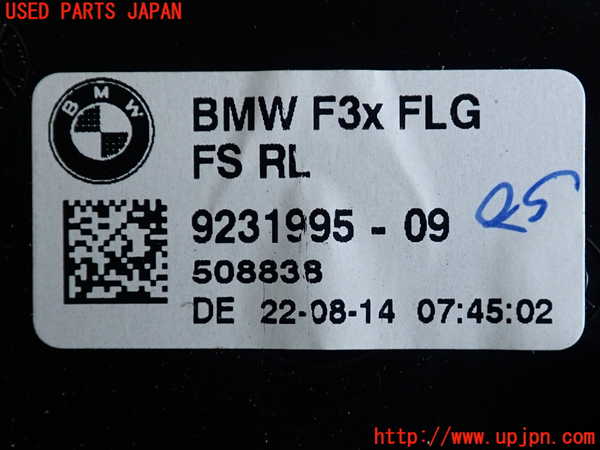 USED PARTS JAPAN
BMW
BMW F3x FLG
FS RL
9231995 - 09
508838
DE 22-08-14 07:45:02
http://www.upjpn.com/